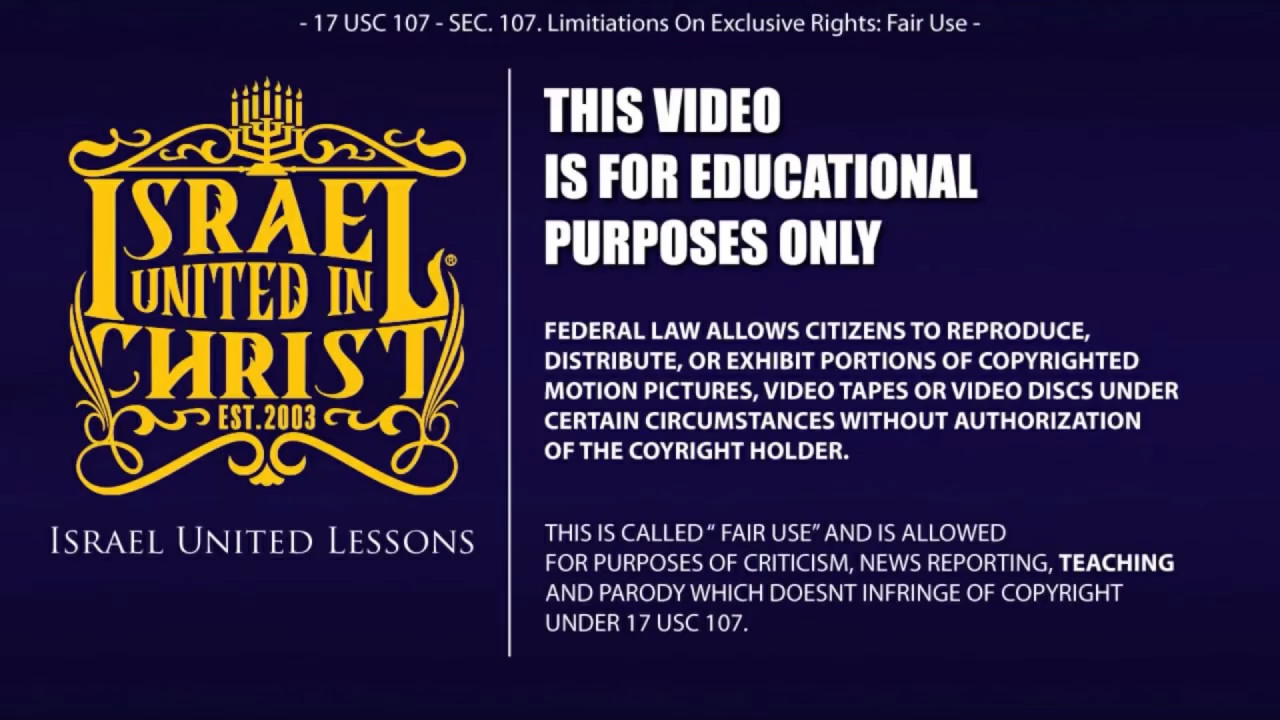 - 17 USC 107 - SEC. 107. Limitiations On Exclusive Rights: Fair Use -
ISRAEL
UNITED IN
CHRIST
®
EST.2003
ISRAEL UNITED LESSONS
THIS VIDEO
IS FOR EDUCATIONAL
PURPOSES ONLY
FEDERAL LAW ALLOWS CITIZENS TO REPRODUCE,
DISTRIBUTE, OR EXHIBIT PORTIONS OF COPYRIGHTED
MOTION PICTURES, VIDEO TAPES OR VIDEO DISCS UNDER
CERTAIN CIRCUMSTANCES WITHOUT AUTHORIZATION
OF THE COYRIGHT HOLDER.
THIS IS CALLED “ FAIR USE” AND IS ALLOWED
FOR PURPOSES OF CRITICISM, NEWS REPORTING, TEACHING
AND PARODY WHICH DOESNT INFRINGE OF COPYRIGHT
UNDER 17 USC 107.